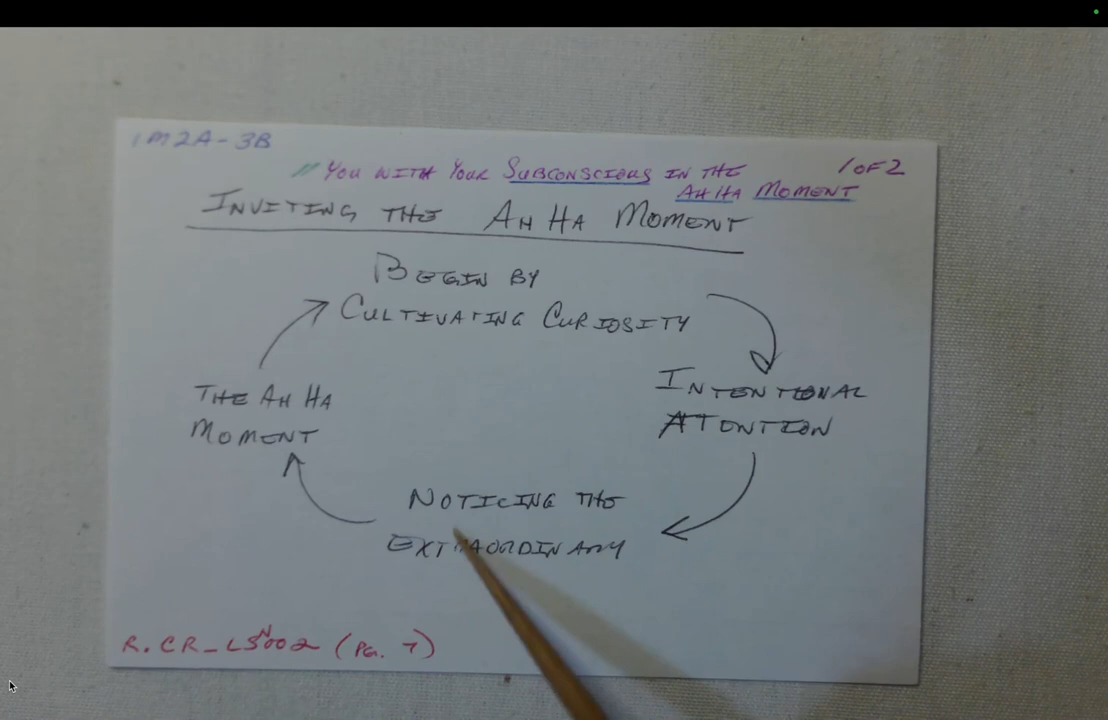 1M2A-3B
1 OF 2
// YOU WITH YOUR SUBCONSCIOUS IN THE
AH HA MOMENT
INVITING THE AH HA MOMENT
BEGIN BY
CULTIVATING CURIOSITY
INTENTIONAL
ATTENTION
NOTICING THE
EXTRAORDINARY
THE AH HA
MOMENT
R.CR_LSN002 (PG. 7)